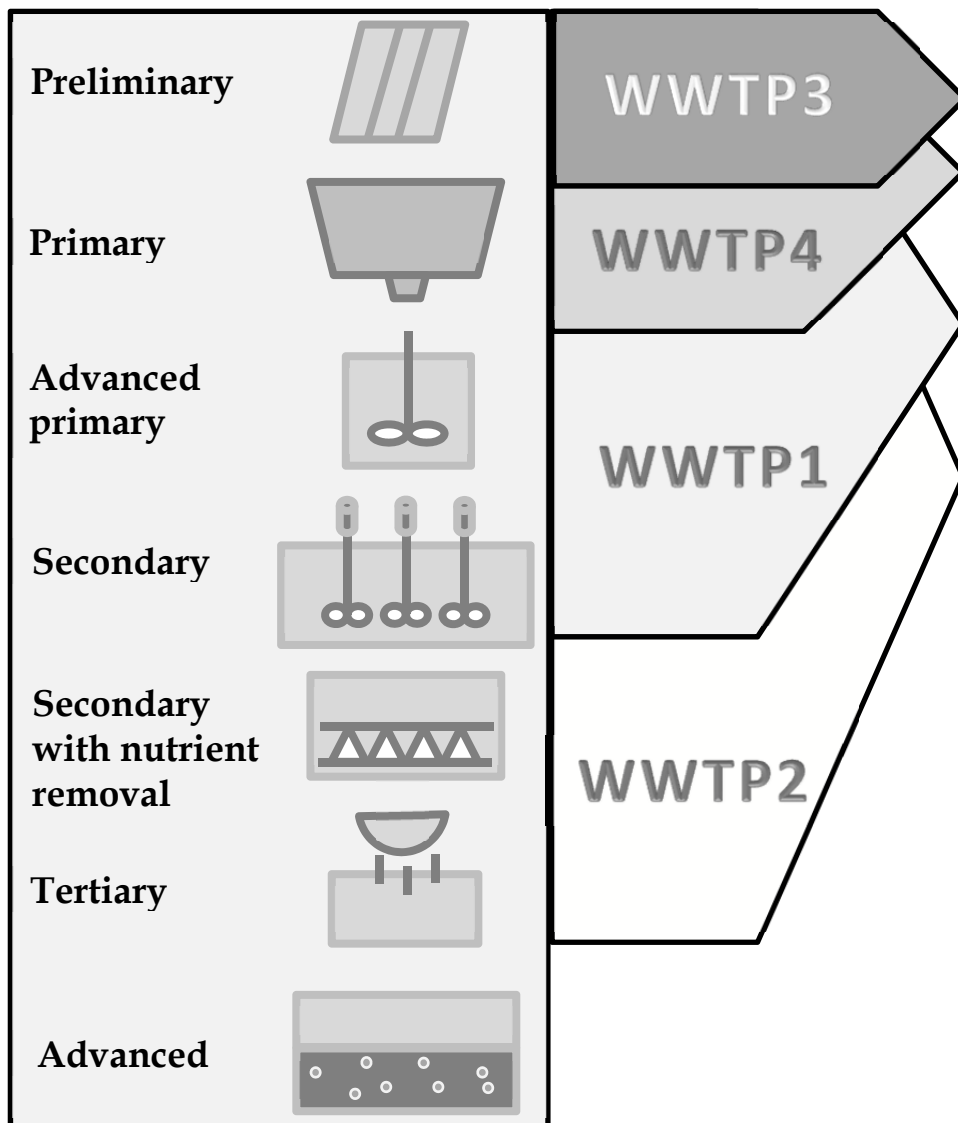 Preliminary
WWTP3
Primary
WWTP4
Advanced
primary
WWTP1
Secondary
Secondary
with nutrient
removal
WWTP2
Tertiary
Advanced